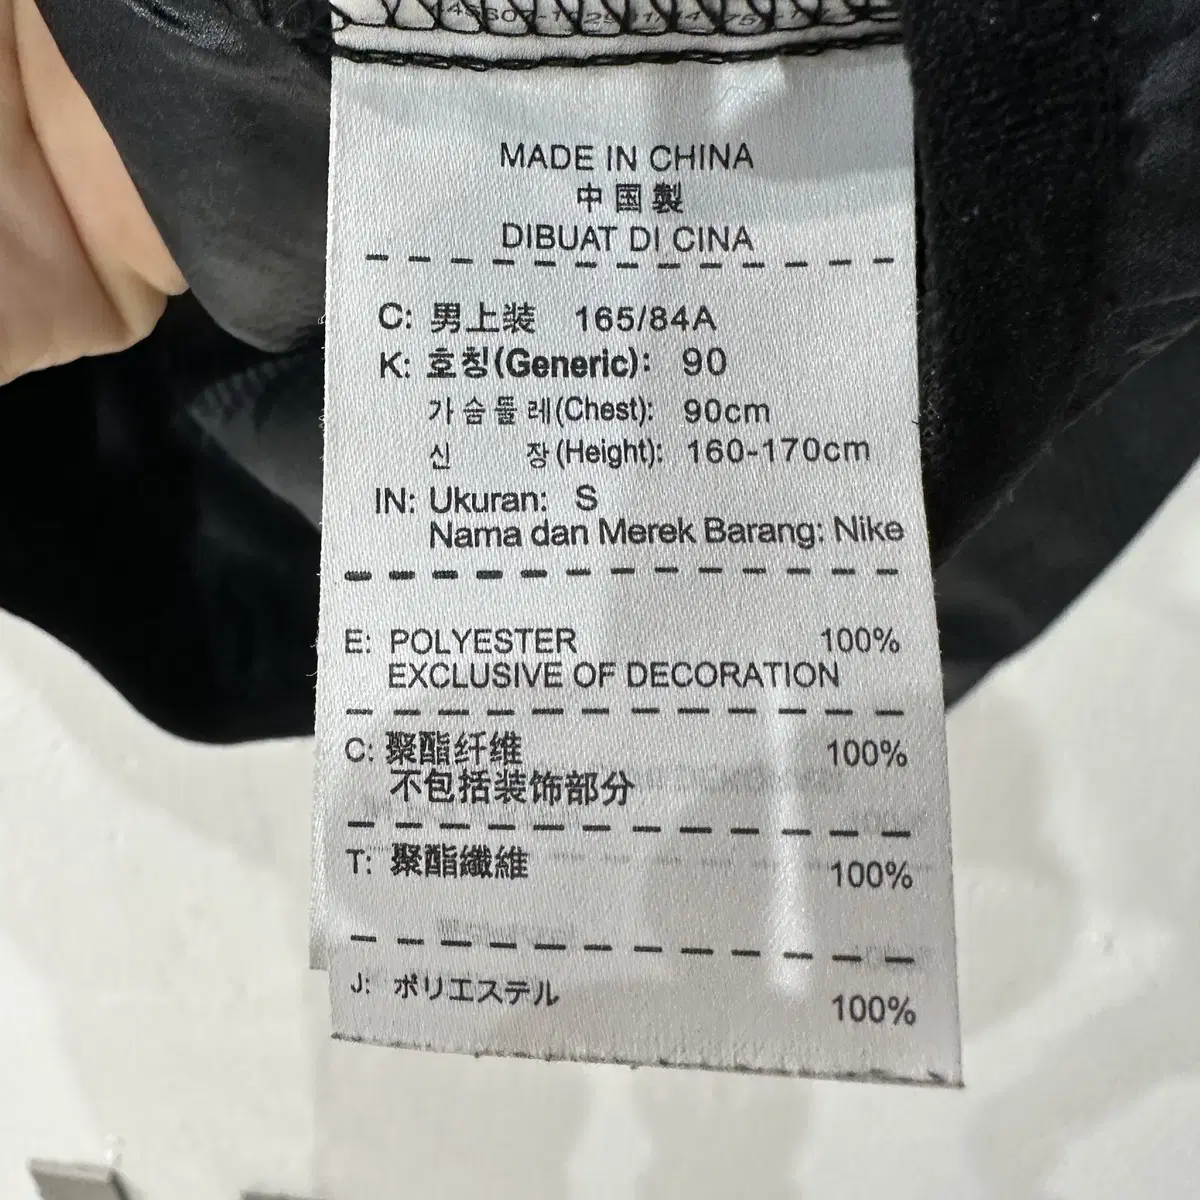 MADE IN CHINA
中国製
DIBUAT DI CINA
C: 男上装 165/84A
K: 호칭(Generic): 90
가슴둘레(Chest): 90cm
신 장(Height): 160-170cm
IN: Ukuran: S
Nama dan Merek Barang: Nike
E: POLYESTER 100%
EXCLUSIVE OF DECORATION
C: 聚酯纤维 100%
不包括装饰部分
T: 聚酯纖維 100%
J: ポリエステル 100%